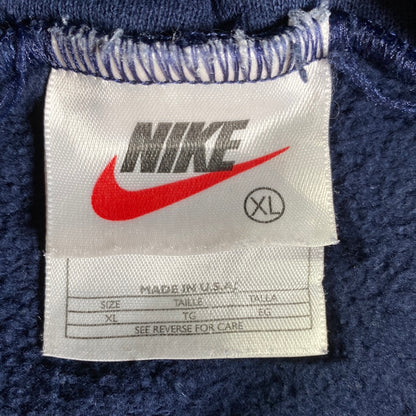 NIKE
XL
MADE IN U.S.A.
SIZE TAILLE TALLA
XL TG EG
SEE REVERSE FOR CARE